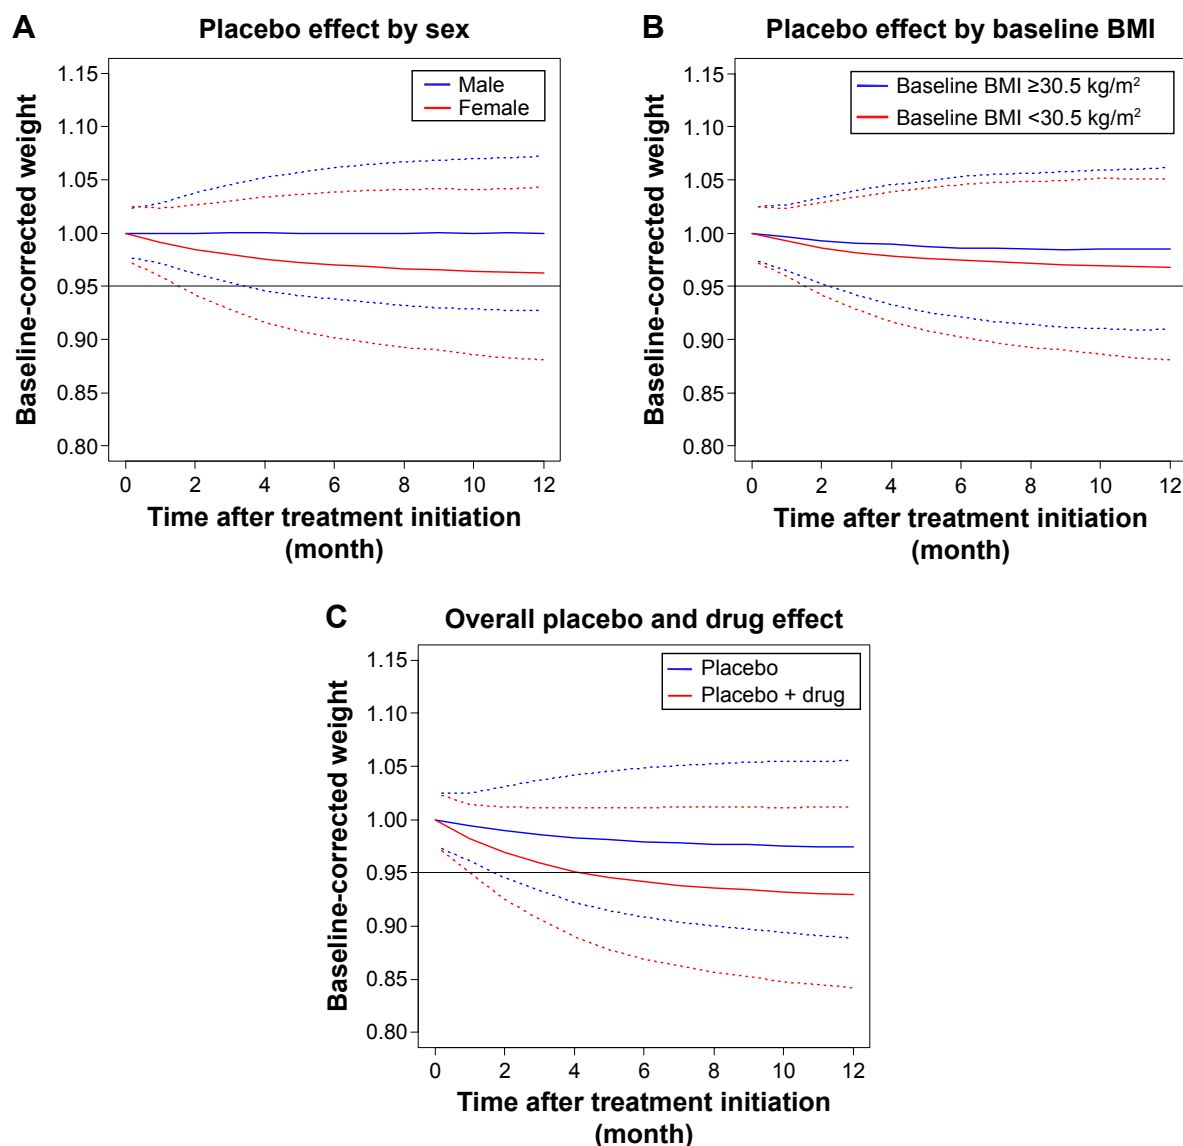 A
Placebo effect by sex
Baseline-corrected weight
1.15
1.10
1.05
1.00
0.95
0.90
0.85
0.80
Male
Female
0 2 4 6 8 10 12
Time after treatment initiation
(month)
B
Placebo effect by baseline BMI
Baseline-corrected weight
1.15
1.10
1.05
1.00
0.95
0.90
0.85
0.80
Baseline BMI ≥30.5 kg/m²
Baseline BMI <30.5 kg/m²
0 2 4 6 8 10 12
Time after treatment initiation
(month)
C
Overall placebo and drug effect
Baseline-corrected weight
1.15
1.10
1.05
1.00
0.95
0.90
0.85
0.80
Placebo
Placebo + drug
0 2 4 6 8 10 12
Time after treatment initiation
(month)